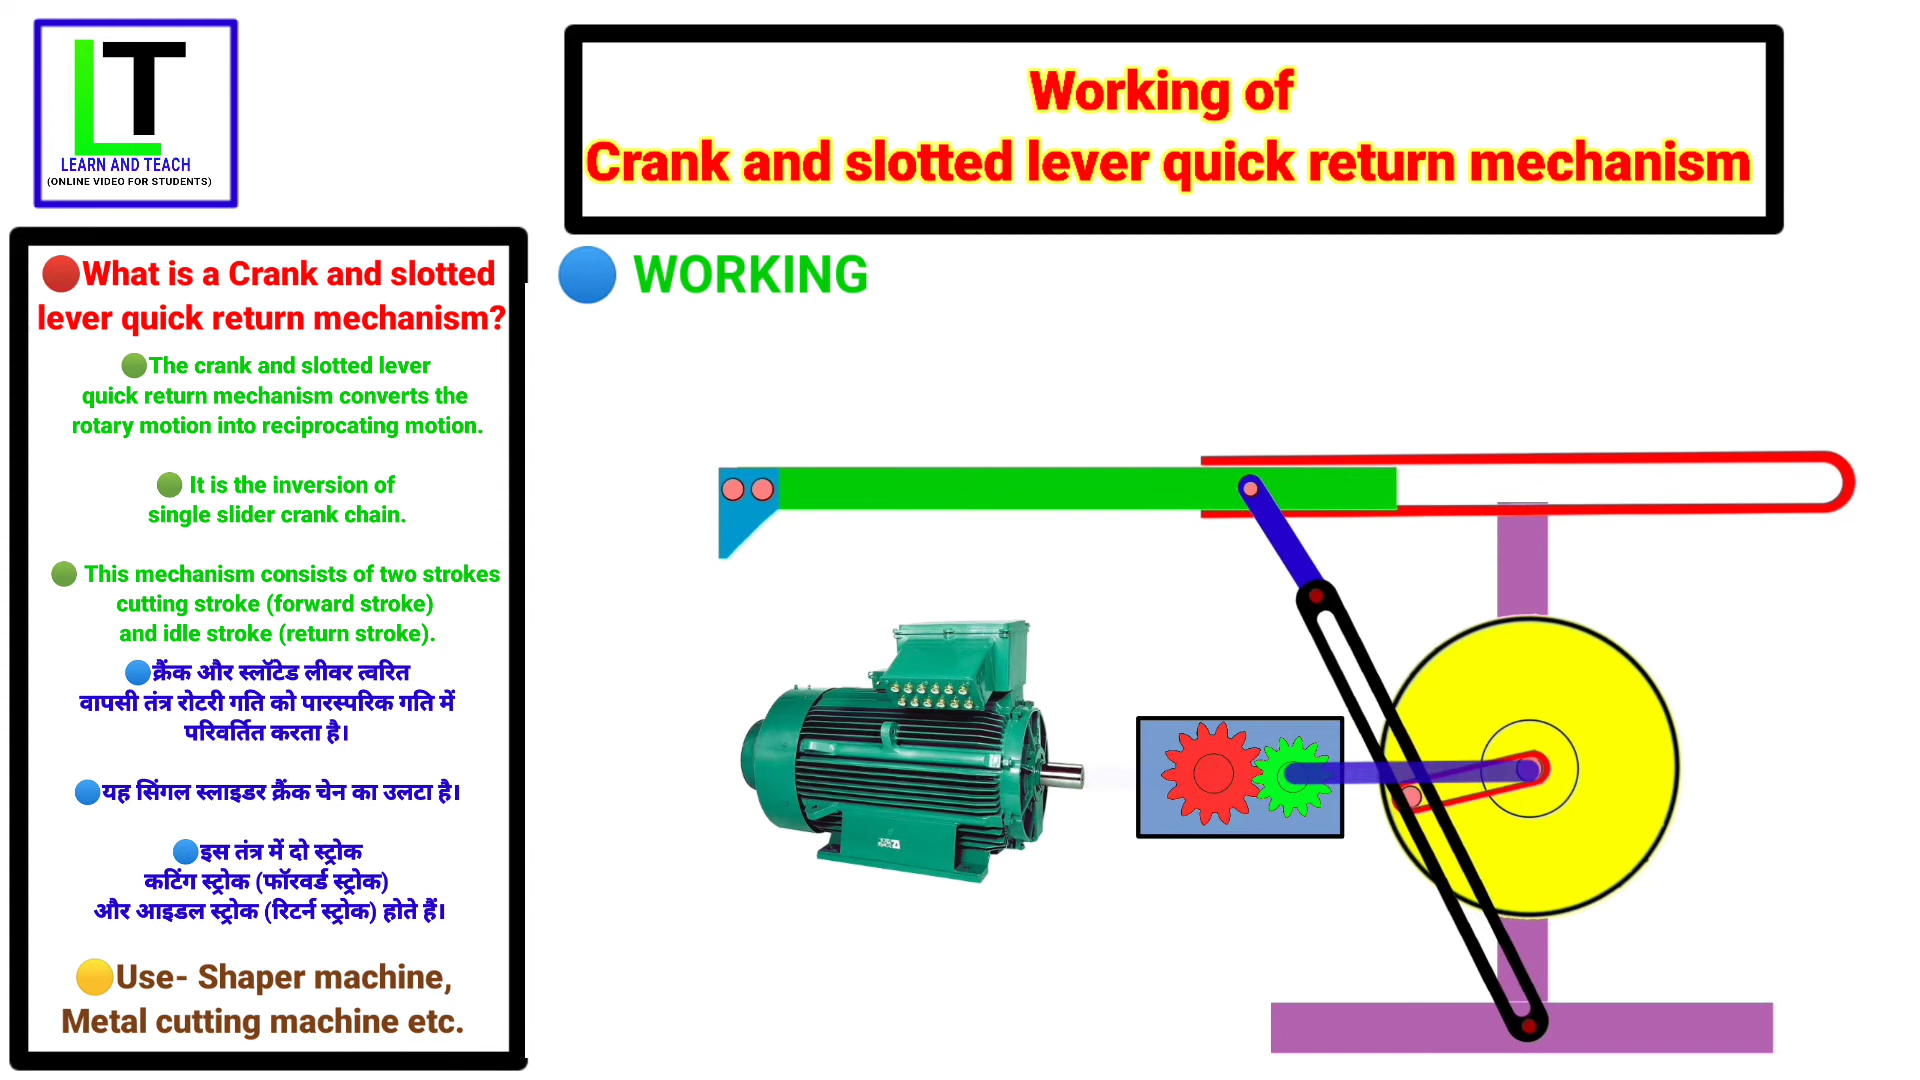 LT
LEARN AND TEACH
(ONLINE VIDEO FOR STUDENTS)
Working of
Crank and slotted lever quick return mechanism
What is a Crank and slotted
lever quick return mechanism?
The crank and slotted lever
quick return mechanism converts the
rotary motion into reciprocating motion.
It is the inversion of
single slider crank chain.
This mechanism consists of two strokes
cutting stroke (forward stroke)
and idle stroke (return stroke).
क्रैंक और स्लॉटेड लीवर त्वरित
वापसी तंत्र रोटरी गति को पारस्परिक गति में
परिवर्तित करता है।
यह सिंगल स्लाइडर क्रैंक चेन का उलटा है।
इस तंत्र में दो स्ट्रोक
कटिंग स्ट्रोक (फॉरवर्ड स्ट्रोक)
और आइडल स्ट्रोक (रिटर्न स्ट्रोक) होते हैं।
Use- Shaper machine,
Metal cutting machine etc.
WORKING